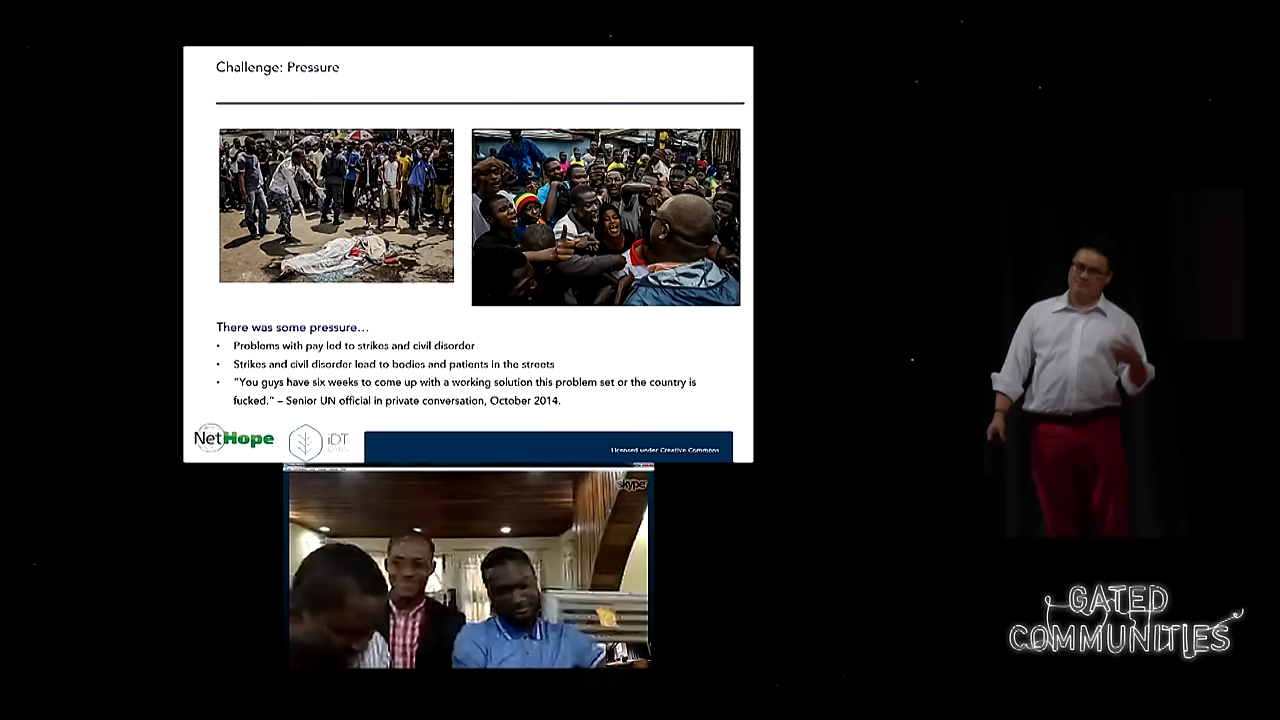 Challenge: Pressure
There was some pressure...
• Problems with pay led to strikes and civil disorder
• Strikes and civil disorder lead to bodies and patients in the streets
• "You guys have six weeks to come up with a working solution this problem set or the country is
fucked." – Senior UN official in private conversation, October 2014.
NetHope
iDT
LABS
Licensed under Creative Commons
skype
GATED
COMMUNITIES